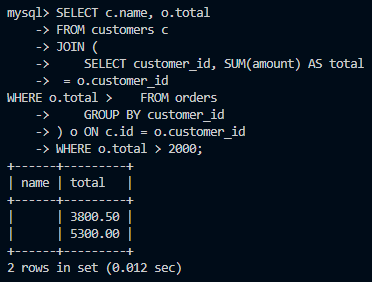 mysql> SELECT c.name, o.total
    -> FROM customers c
    -> JOIN (
    ->     SELECT customer_id, SUM(amount) AS total
    ->  = o.customer_id
WHERE o.total >    FROM orders
    ->     GROUP BY customer_id
    -> ) o ON c.id = o.customer_id
    -> WHERE o.total > 2000;
+------+---------+
| name | total   |
+------+---------+
|      | 3800.50 |
|      | 5300.00 |
+------+---------+
2 rows in set (0.012 sec)